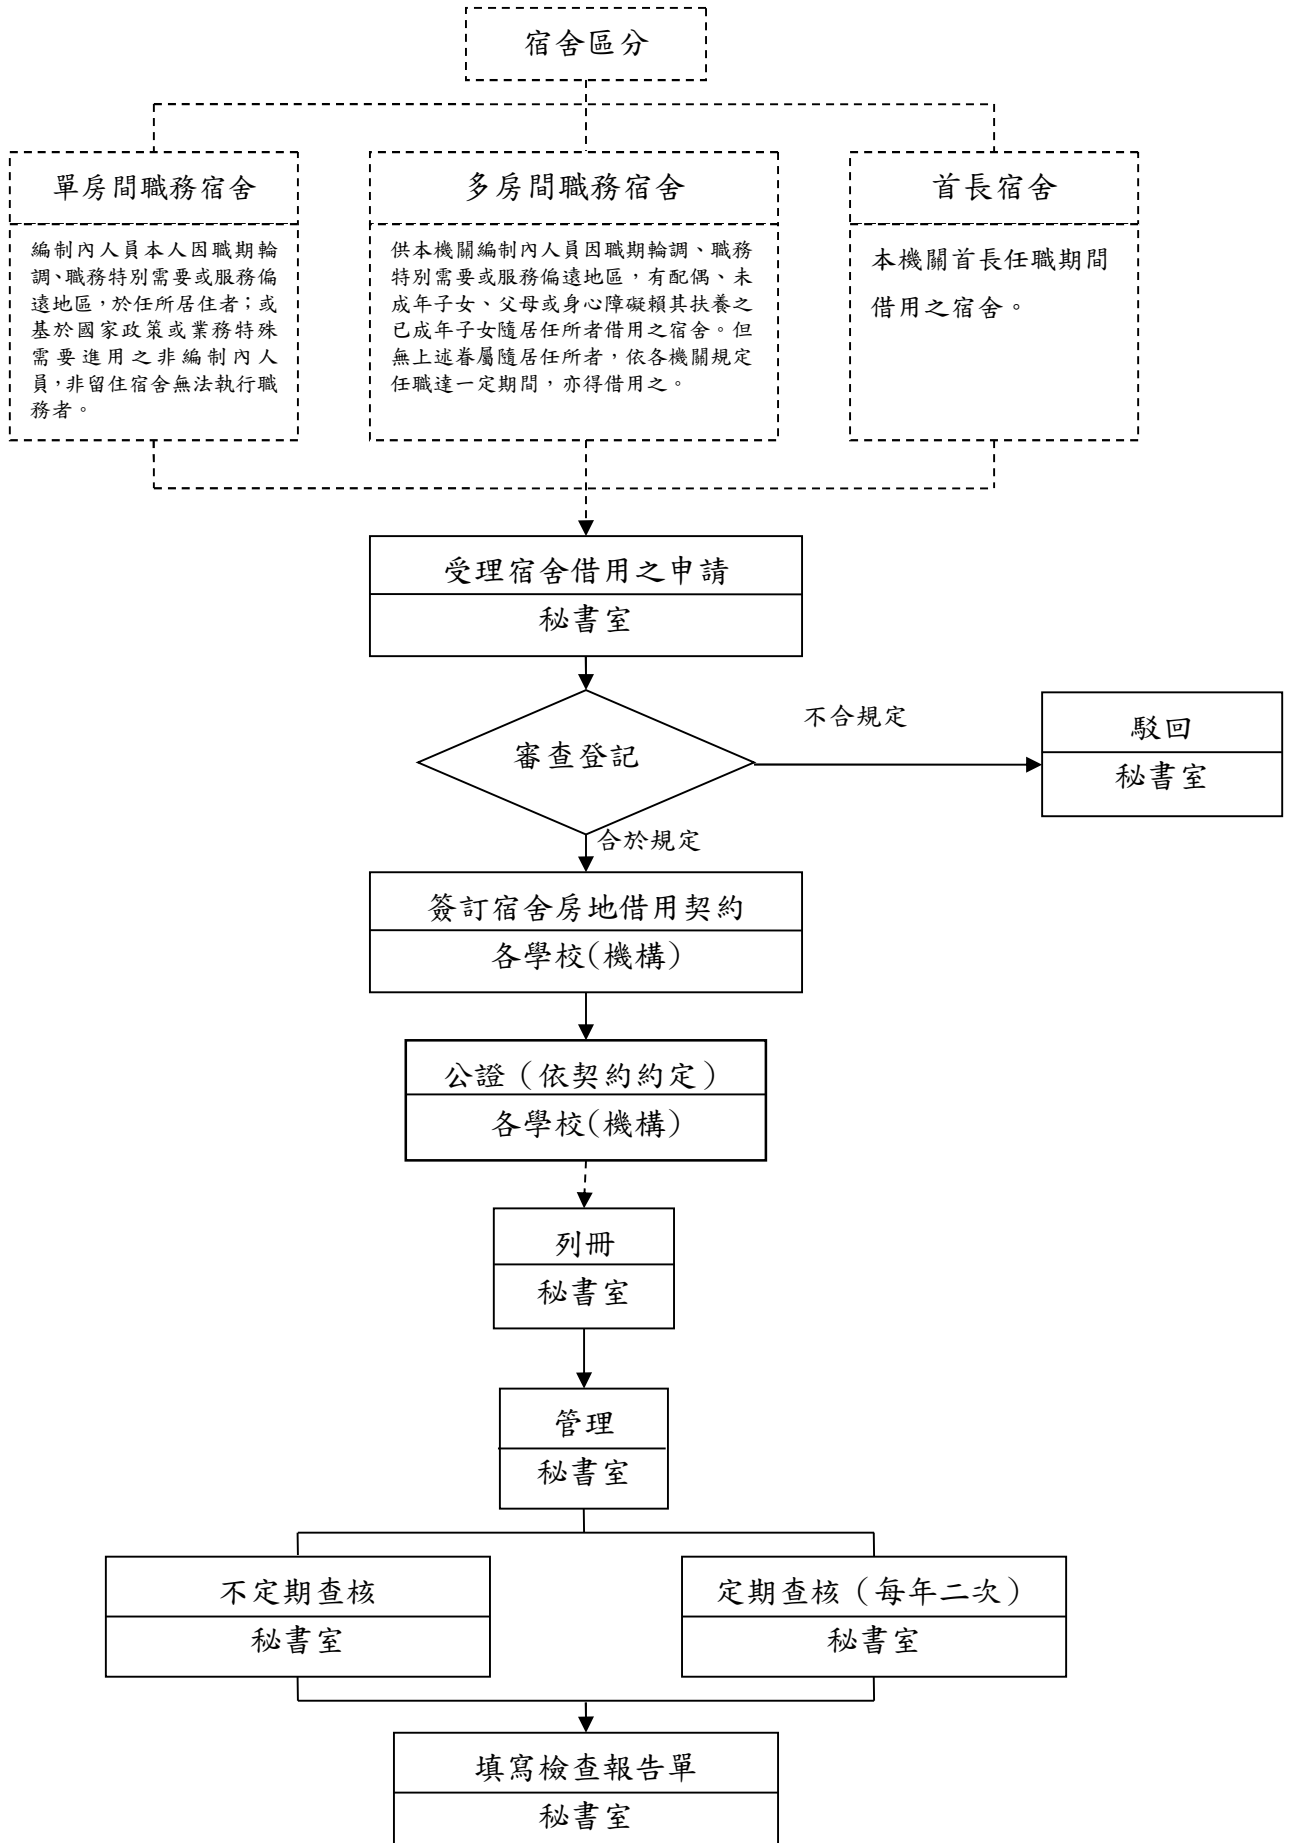 宿舍區分
單房間職務宿舍
編制內人員本人因職期輪
調、職務特別需要或服務偏
遠地區，於任所居住者；或
基於國家政策或業務特殊
需要進用之非編制內人
員，非留住宿舍無法執行職
務者。
多房間職務宿舍
供本機關編制內人員因職期輪調、職務
特別需要或服務偏遠地區，有配偶、未
成年子女、父母或身心障礙賴其扶養之
已成年子女隨居任所者借用之宿舍。但
無上述眷屬隨居任所者，依各機關規定
任職達一定期間，亦得借用之。
首長宿舍
本機關首長任職期間
借用之宿舍。
受理宿舍借用之申請
秘書室
審查登記
不合規定
駁回
秘書室
合於規定
簽訂宿舍房地借用契約
各學校(機構)
公證（依契約約定）
各學校(機構)
列冊
秘書室
管理
秘書室
不定期查核
秘書室
定期查核（每年二次）
秘書室
填寫檢查報告單
秘書室